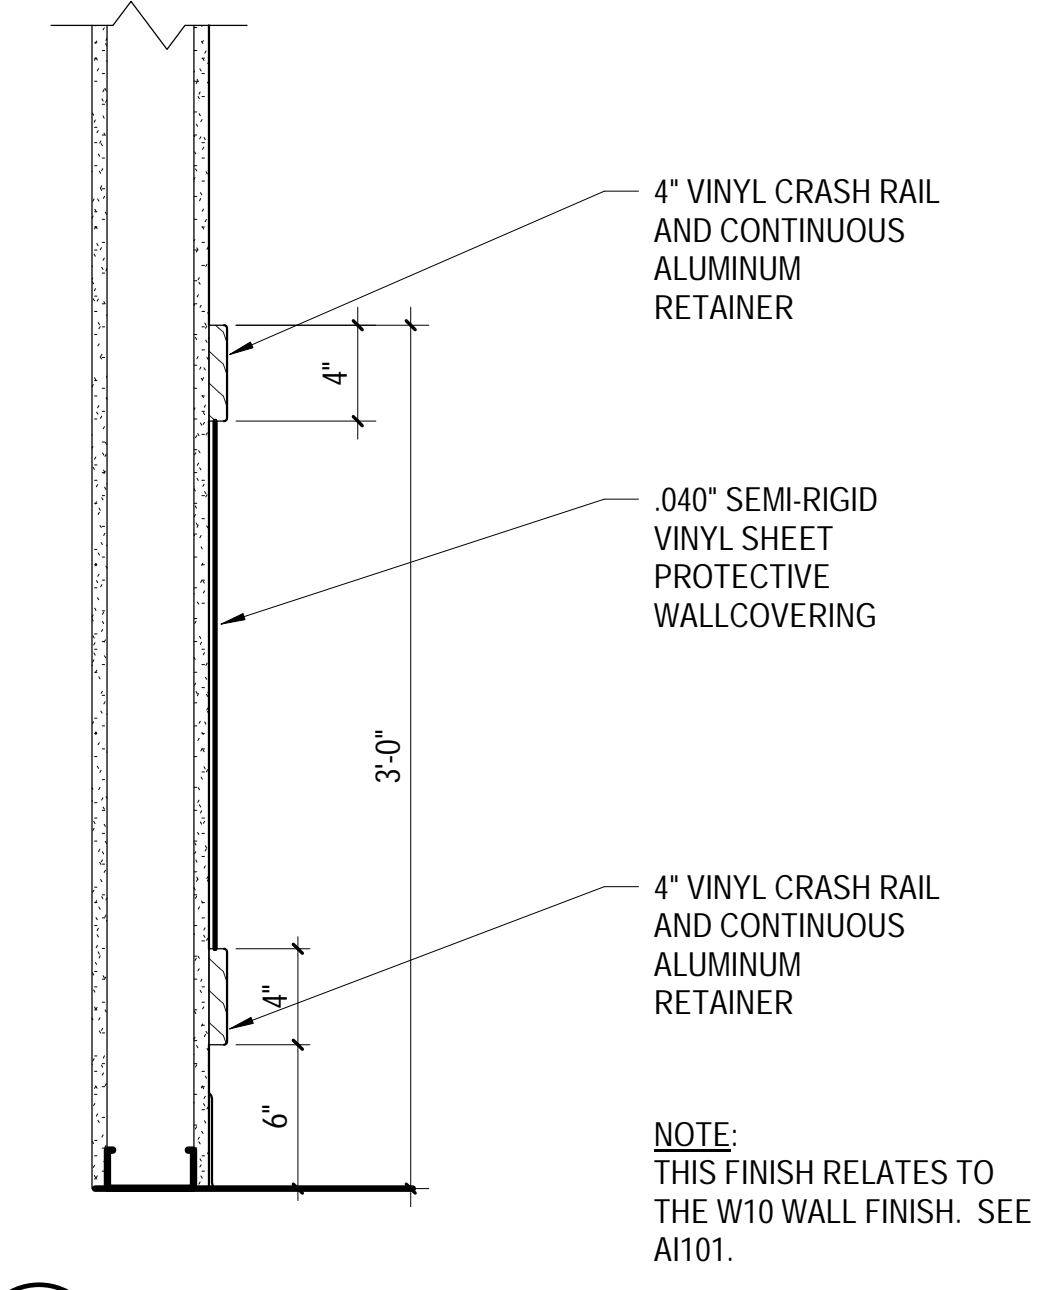 4" VINYL CRASH RAIL
AND CONTINUOUS
ALUMINUM
RETAINER
4"
.040" SEMI-RIGID
VINYL SHEET
PROTECTIVE
WALLCOVERING
3'-0"
4" VINYL CRASH RAIL
AND CONTINUOUS
ALUMINUM
RETAINER
4"
6"
NOTE:
THIS FINISH RELATES TO
THE W10 WALL FINISH.  SEE
AI101.